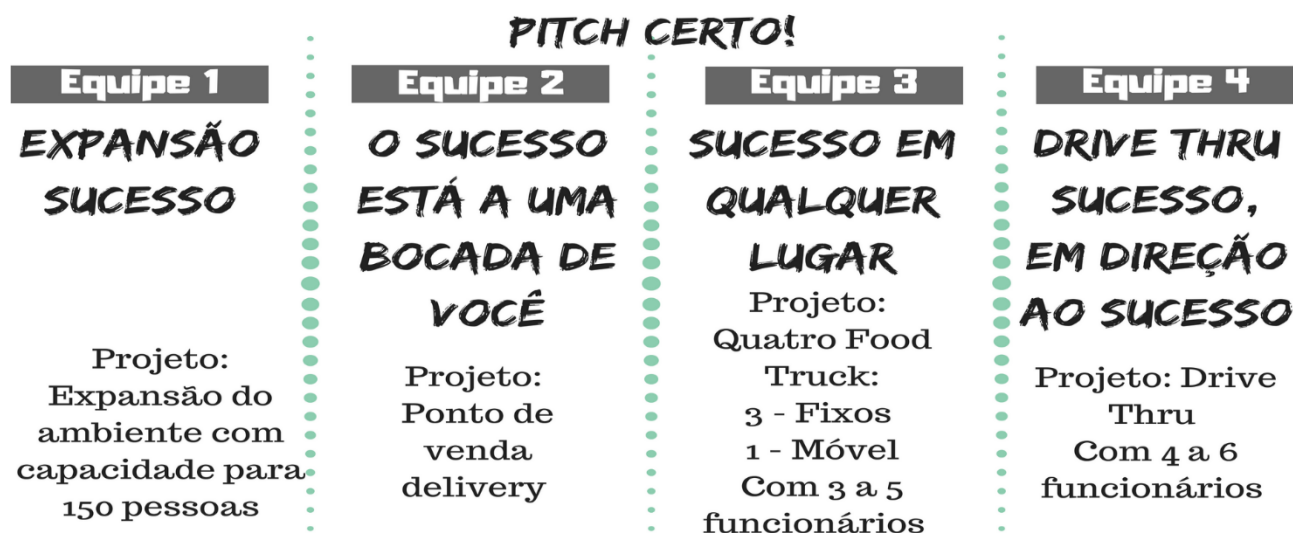 PITCH CERTO!
Equipe 1
EXPANSÃO
SUCESSO
Projeto:
Expansão do
ambiente com
capacidade para
150 pessoas
Equipe 2
O SUCESSO
ESTÁ A UMA
BOCADA DE
VOCÊ
Projeto:
Ponto de
venda
delivery
Equipe 3
SUCESSO EM
QUALQUER
LUGAR
Projeto:
Quatro Food
Truck:
3 - Fixos
1 - Móvel
Com 3 a 5
funcionários
Equipe 4
DRIVE THRU
SUCESSO,
EM DIREÇÃO
AO SUCESSO
Projeto: Drive
Thru
Com 4 a 6
funcionários